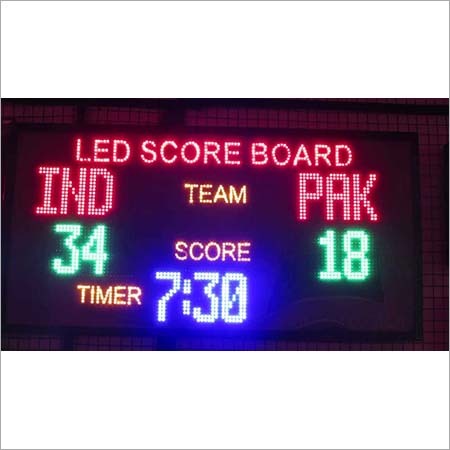 LED SCORE BOARD
IND TEAM PAK
34 SCORE 18
TIMER 7:30